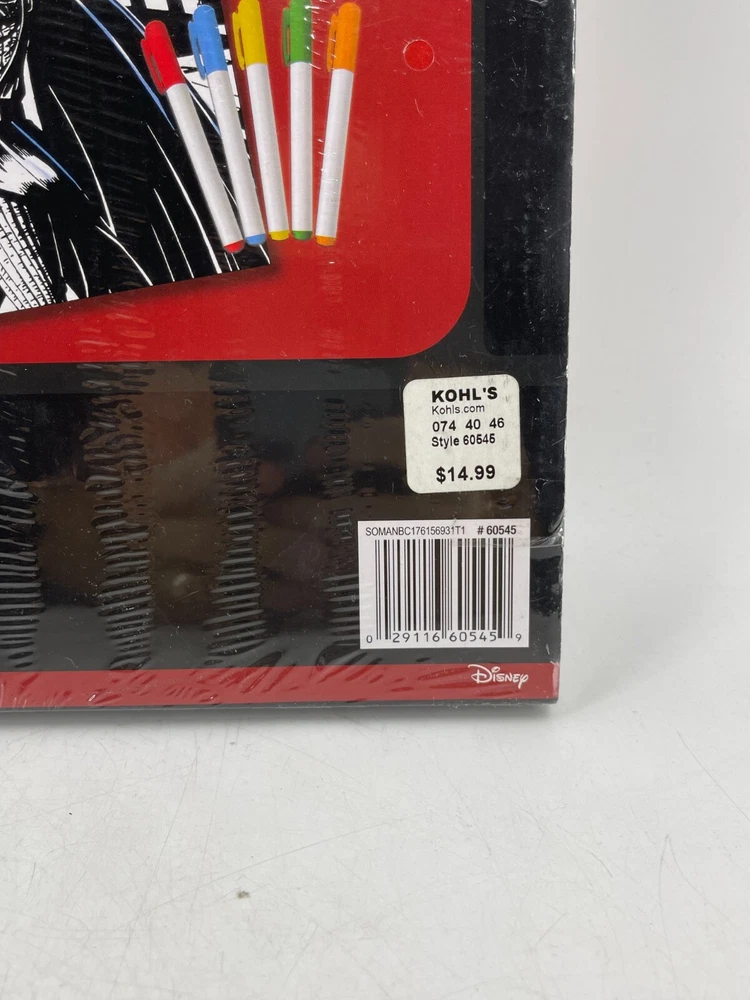 KOHL'S
Kohls.com
074 40 46
Style 60545
$14.99
SOMANBC176156931T1 # 60545
0 29116 60545 9
Disney